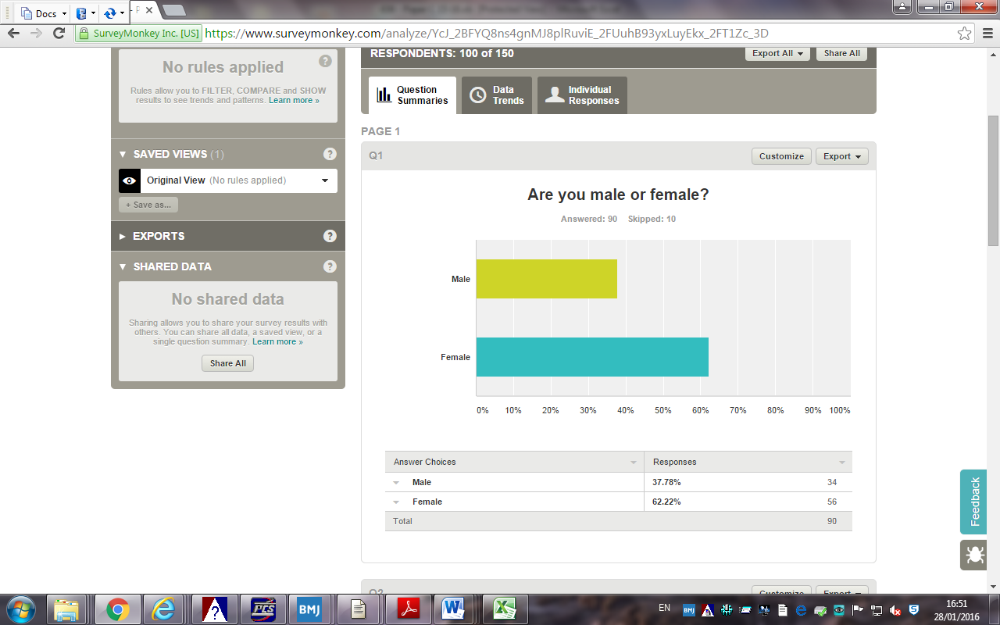 Docs
SurveyMonkey Inc. [US]
https://www.surveymonkey.com/analyze/YcJ_2BFYQ8ns4gnMJ8plRuviE_2FUuhB93yxLuyEkx_2FT1Zc_3D
No rules applied
?
Rules allow you to FILTER, COMPARE and SHOW
results to see trends and patterns. Learn more »
SAVED VIEWS (1)
?
Original View (No rules applied)
+ Save as...
EXPORTS
?
SHARED DATA
?
No shared data
Sharing allows you to share your survey results with
others. You can share all data, a saved view, or a
single question summary. Learn more »
Share All
RESPONDENTS: 100 of 150
Export All
Share All
Question
Summaries
Data
Trends
Individual
Responses
PAGE 1
Q1
Customize
Export
Are you male or female?
Answered: 90 Skipped: 10
Male
Female
0% 10% 20% 30% 40% 50% 60% 70% 80% 90% 100%
Answer Choices Responses
Male 37.78% 34
Female 62.22% 56
Total 90
Q2
Customize
Export
Feedback
PCS
BMJ
EN
BMJ
16:51
28/01/2016